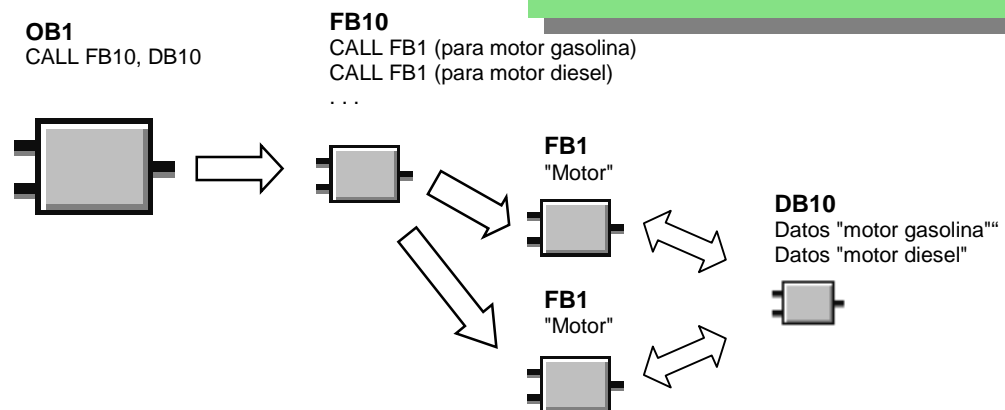 OB1
CALL FB10, DB10
FB10
CALL FB1 (para motor gasolina)
CALL FB1 (para motor diesel)
. . .
FB1
"Motor"
FB1
"Motor"
DB10
Datos "motor gasolina"“
Datos "motor diesel"